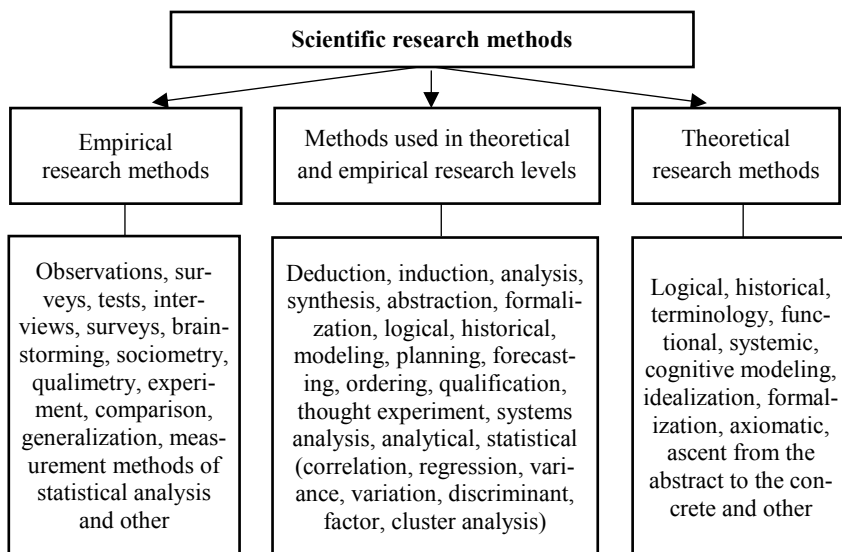 Scientific research methods
Empirical
research methods
Methods used in theoretical
and empirical research levels
Theoretical
research methods
Observations, sur-
veys, tests, inter-
views, surveys, brain-
storming, sociometry,
qualimetry, experi-
ment, comparison,
generalization, mea-
surement methods of
statistical analysis
and other
Deduction, induction, analysis,
synthesis, abstraction, formali-
zation, logical, historical,
modeling, planning, forecast-
ing, ordering, qualification,
thought experiment, systems
analysis, analytical, statistical
(correlation, regression, vari-
ance, variation, discriminant,
factor, cluster analysis)
Logical, historical,
terminology, func-
tional, systemic,
cognitive modeling,
idealization, formal-
ization, axiomatic,
ascent from the
abstract to the con-
crete and other